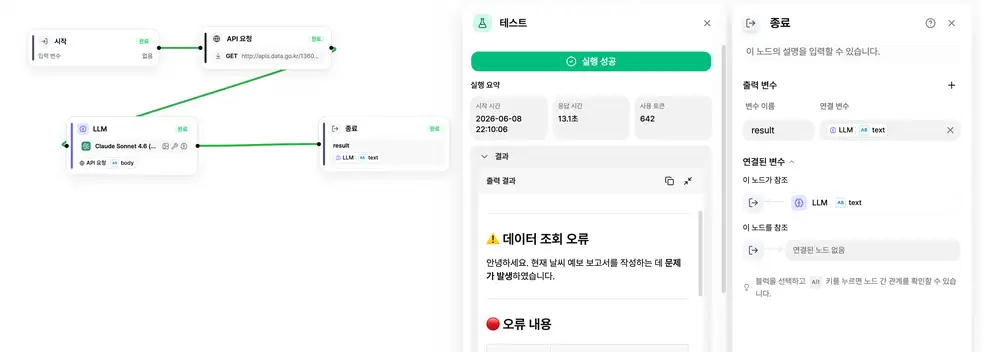 시작
완료
입력 변수
없음
API 요청
완료
GET http://apis.data.go.kr/1360...
LLM
완료
Claude Sonnet 4.6 (...
API 요청 body
종료
완료
result
LLM text
테스트
실행 성공
실행 요약
시작 시간
2026-06-08
22:10:06
응답 시간
13.1초
사용 토큰
642
결과
출력 결과
데이터 조회 오류
안녕하세요. 현재 날씨 예보 보고서를 작성하는 데 문제
가 발생하였습니다.
오류 내용
종료
이 노드의 설명을 입력할 수 있습니다.
출력 변수
변수 이름
연결 변수
result
LLM text
연결된 변수
이 노드가 참조
LLM text
이 노드를 참조
연결된 노드 없음
블럭을 선택하고 Alt 키를 누르면 노드 간 관계를 확인할 수 있습
니다.